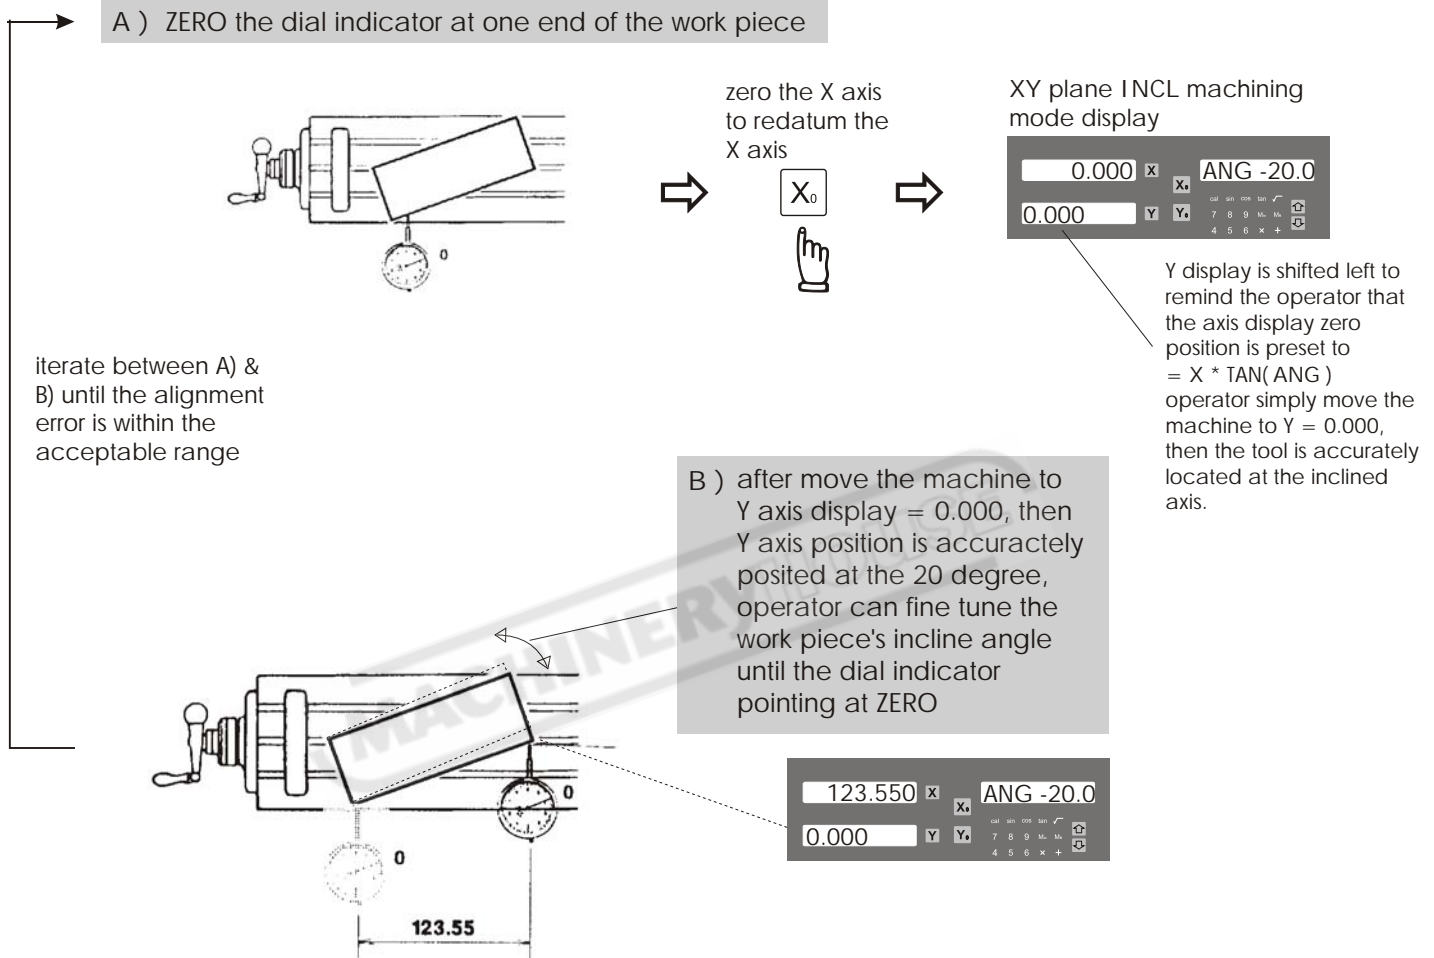 A ) ZERO the dial indicator at one end of the work piece
zero the X axis
to redatum the
X axis
X0
XY plane INCL machining
mode display
0.000 X
X0
ANG -20.0
0.000 Y
Y0
cal sin cos tan
7 8 9
4 5 6 × +
0
Y display is shifted left to
remind the operator that
the axis display zero
position is preset to
= X * TAN( ANG )
operator simply move the
machine to Y = 0.000,
then the tool is accurately
located at the inclined
axis.
iterate between A) &
B) until the alignment
error is within the
acceptable range
B ) after move the machine to
Y axis display = 0.000, then
Y axis position is accuractely
posited at the 20 degree,
operator can fine tune the
work piece's incline angle
until the dial indicator
pointing at ZERO
MACHINERYHOUSE
123.550 X
X0
ANG -20.0
0.000 Y
Y0
cal sin cos tan
7 8 9
4 5 6 × +
0
0
123.55